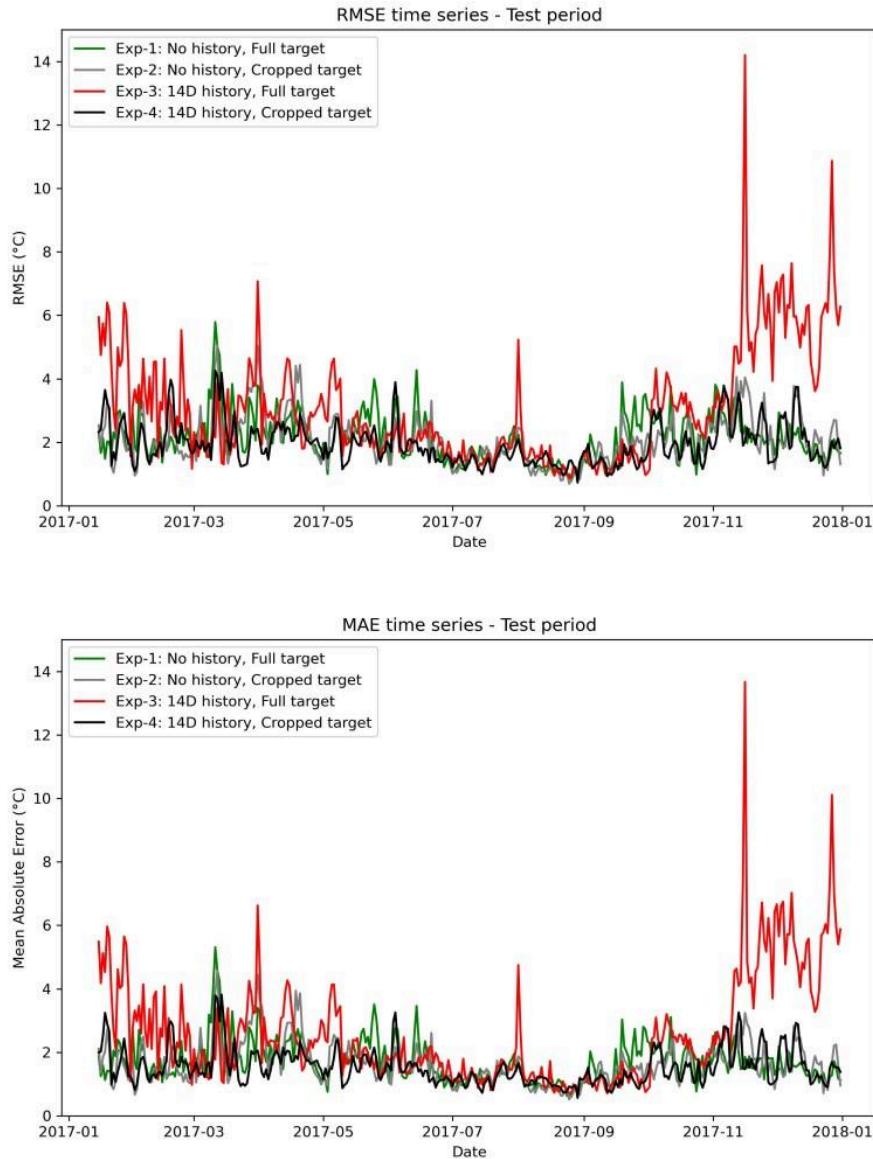 RMSE time series - Test period
Exp-1: No history, Full target
Exp-2: No history, Cropped target
Exp-3: 14D history, Full target
Exp-4: 14D history, Cropped target
14
12
10
8
6
4
2
0
RMSE (°C)
2017-01 2017-03 2017-05 2017-07 2017-09 2017-11 2018-01
Date
MAE time series - Test period
Exp-1: No history, Full target
Exp-2: No history, Cropped target
Exp-3: 14D history, Full target
Exp-4: 14D history, Cropped target
14
12
10
8
6
4
2
0
Mean Absolute Error (°C)
2017-01 2017-03 2017-05 2017-07 2017-09 2017-11 2018-01
Date